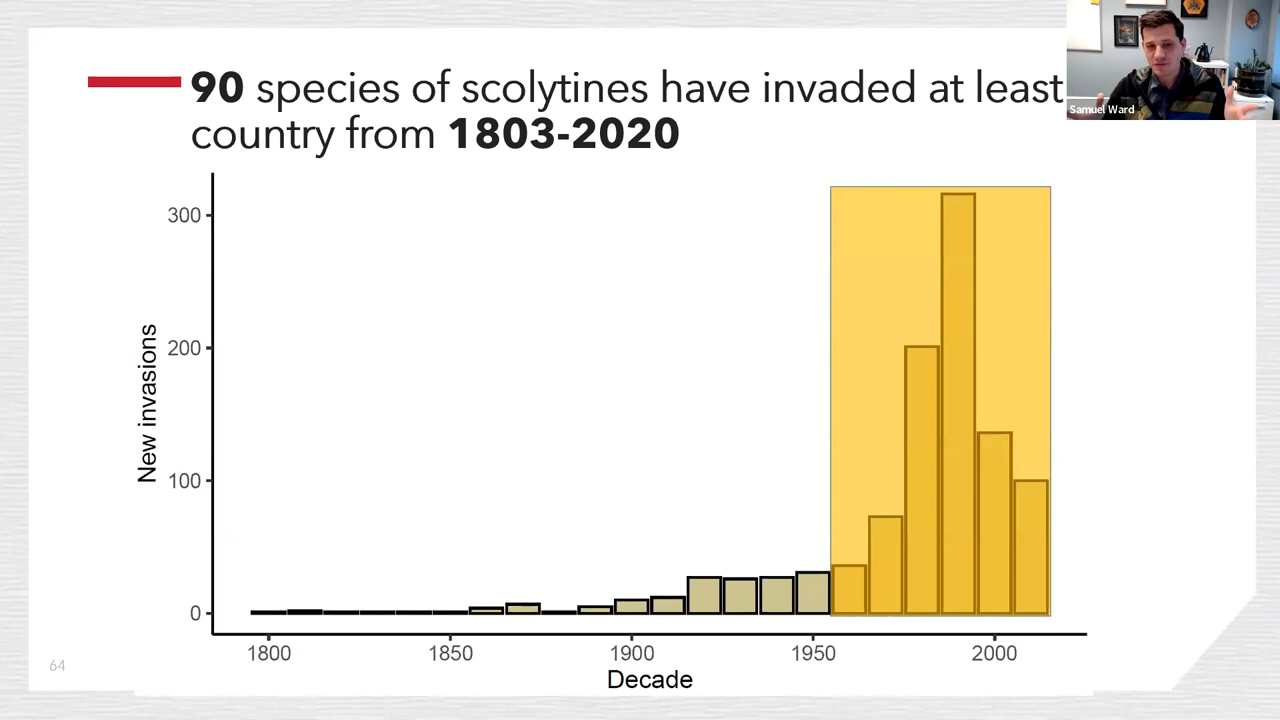 90 species of scolytines have invaded at least
country from 1803-2020
Samuel Ward
300
200
100
0
New invasions
1800
1850
1900
1950
2000
Decade
64